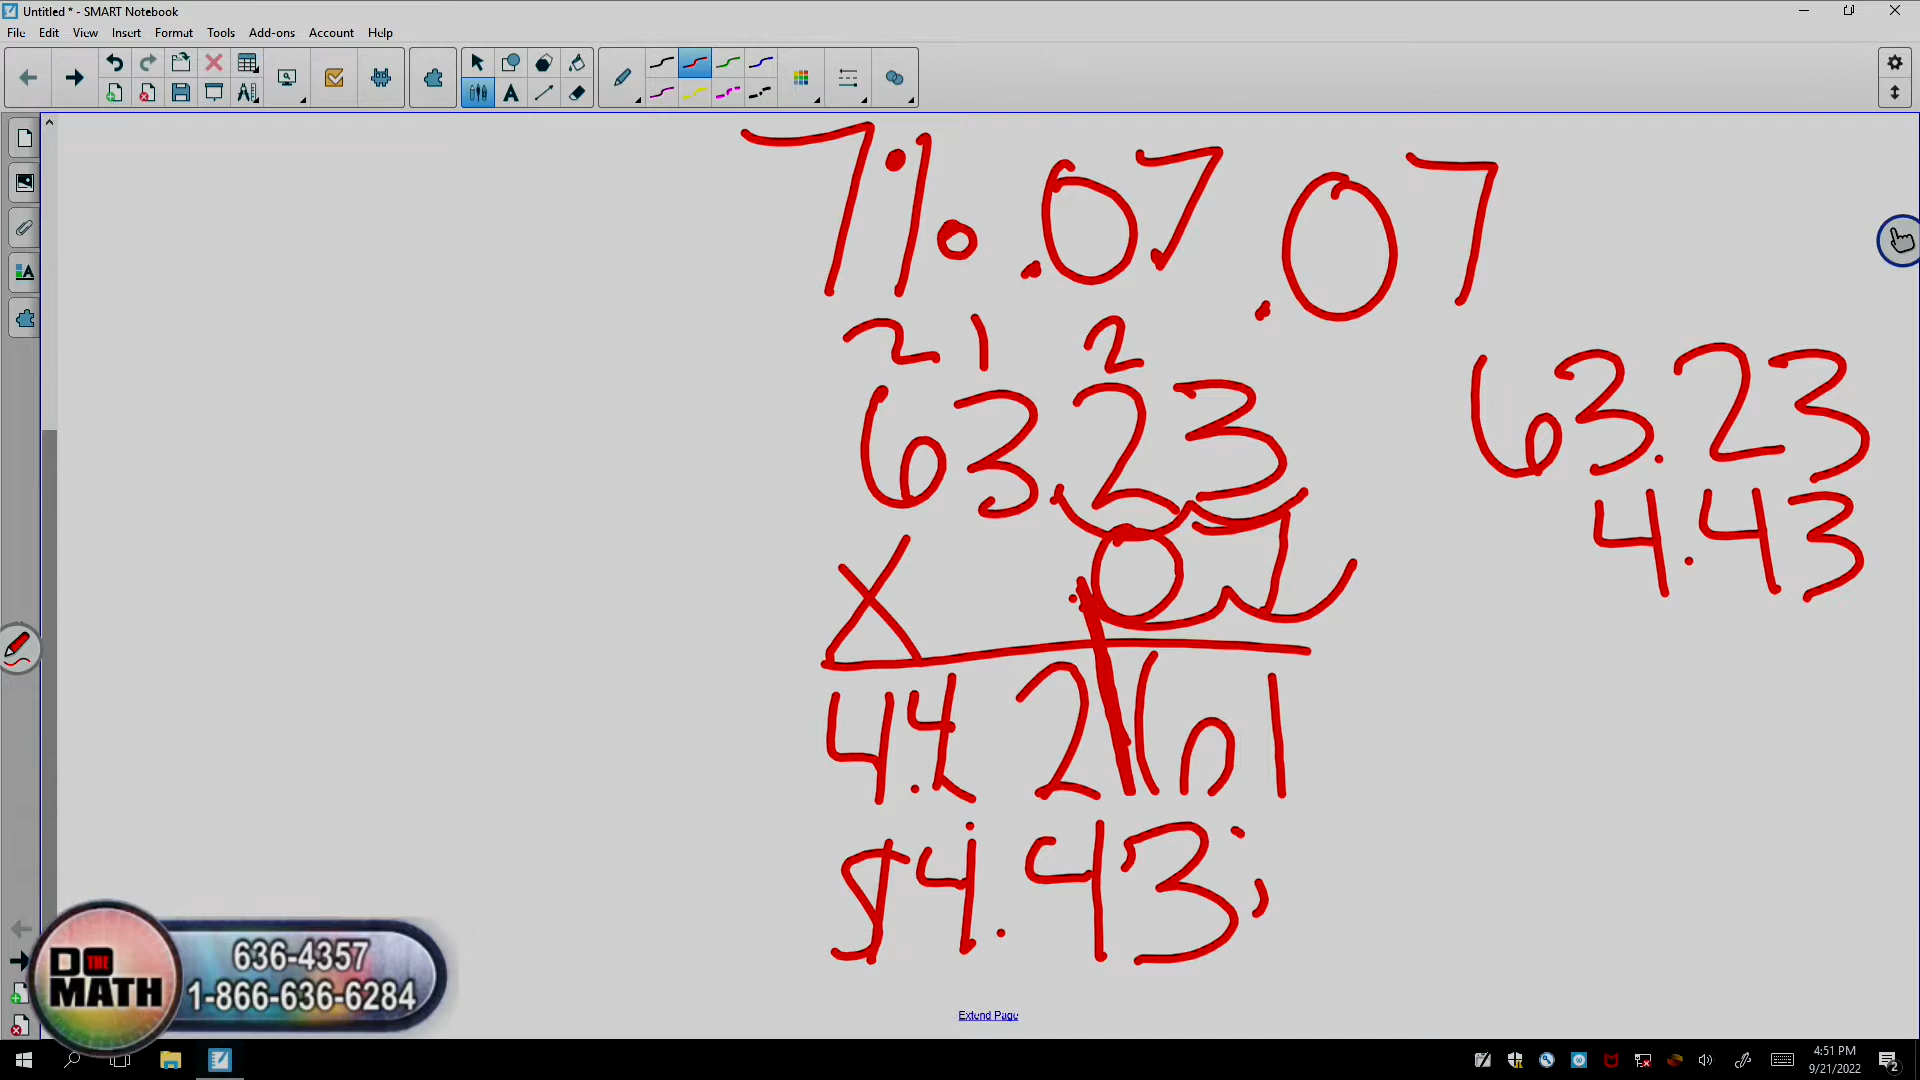 Untitled * - SMART Notebook
File Edit View Insert Format Tools Add-ons Account Help
7% .07 .07
2 1 2
63.23
x .07
4.4261
$4.43
63.23
4.43
DO THE MATH
636-4357
1-866-636-6284
Extend Page
4:51 PM
9/21/2022
2